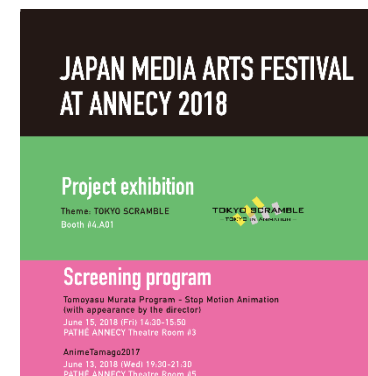 JAPAN MEDIA ARTS FESTIVAL
AT ANNECY 2018
Project exhibition
Theme: TOKYO SCRAMBLE
Booth #4.A01
TOKYO SCRAMBLE
- TOKYO IN ANIMATION -
Screening program
Tomoyasu Murata Program - Stop Motion Animation
(with appearance by the director)
June 15, 2018 (Fri) 14:30-15:50
PATHÉ ANNECY Theatre Room #3
AnimeTamago2017
June 13, 2018 (Wed) 19:30-21:30
PATHÉ ANNECY Theatre Room #5